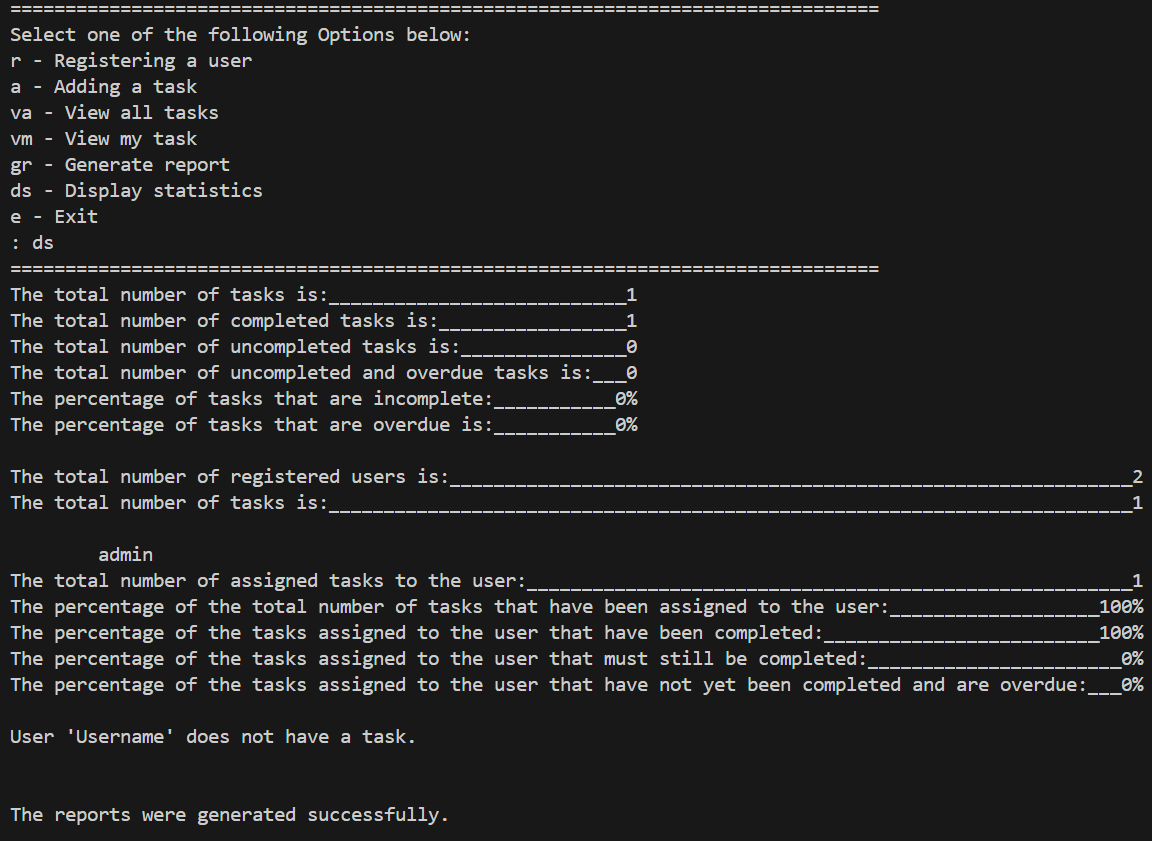 ===============================================================================
Select one of the following Options below:
r - Registering a user
a - Adding a task
va - View all tasks
vm - View my task
gr - Generate report
ds - Display statistics
e - Exit
: ds
===============================================================================
The total number of tasks is:___________________________1
The total number of completed tasks is:_________________1
The total number of uncompleted tasks is:_______________0
The total number of uncompleted and overdue tasks is:___0
The percentage of tasks that are incomplete:___________0%
The percentage of tasks that are overdue is:___________0%

The total number of registered users is:______________________________________________________________2
The total number of tasks is:_________________________________________________________________________1

        admin
The total number of assigned tasks to the user:_______________________________________________________1
The percentage of the total number of tasks that have been assigned to the user:___________________100%
The percentage of the tasks assigned to the user that have been completed:_________________________100%
The percentage of the tasks assigned to the user that must still be completed:_______________________0%
The percentage of the tasks assigned to the user that have not yet been completed and are overdue:___0%

User 'Username' does not have a task.


The reports were generated successfully.